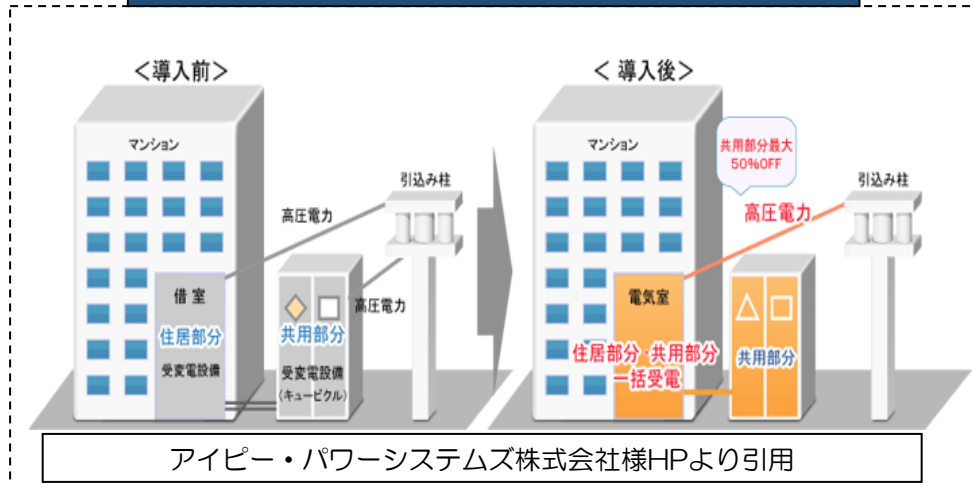 ＜導入前＞
マンション
引込み柱
高圧電力
借室
住居部分
受変電設備
高圧電力
共用部分
受変電設備
(キュービクル)
＜導入後＞
マンション
共用部分最大
50%OFF
引込み柱
高圧電力
電気室
住居部分・共用部分
一括受電
共用部分
アイピー・パワーシステムズ株式会社様HPより引用